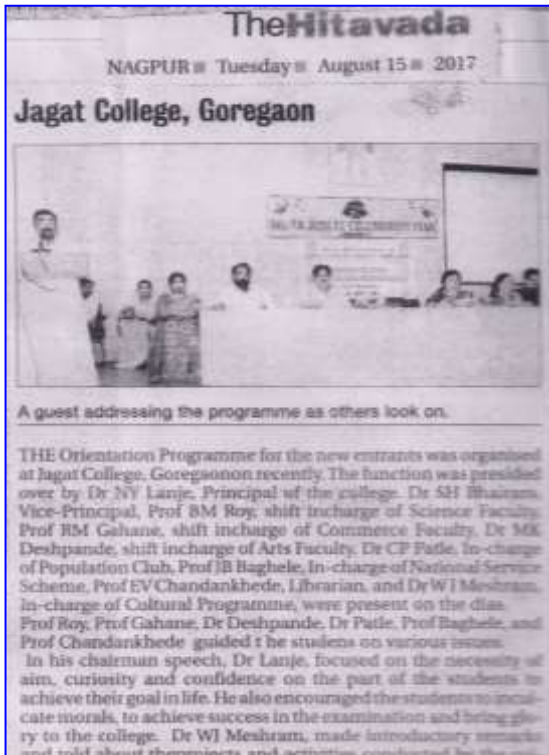 TheHitavada
NAGPUR ■ Tuesday ■ August 15 ■ 2017
Jagat College, Goregaon
A guest addressing the programme as others look on.
THE Orientation Programme for the new entrants was organised
at Jagat College, Goregaonon recently. The function was presided
over by Dr NY Lanje, Principal of the college. Dr SH Bhairam,
Vice-Principal, Prof BM Roy, shift incharge of Science Faculty,
Prof RM Gahane, shift incharge of Commerce Faculty, Dr MK
Deshpande, shift incharge of Arts Faculty, Dr CP Patle, In-charge
of Population Club, Prof JB Baghele, In-charge of National Service
Scheme, Prof EV Chandankhede, Librarian, and Dr W I Meshram,
In-charge of Cultural Programme, were present on the dias.
Prof Roy, Prof Gahane, Dr Deshpande, Dr Patle, Prof Baghele, and
Prof Chandankhede guided t he studens on various issues.
In his chairman speech, Dr Lanje, focused on the necessity of
aim, curiosity and confidence on the part of the students to
achieve their goal in life. He also encouraged the students to incul-
cate morals, to achieve success in the examination and bring glo-
ry to the college. Dr WJ Meshram, made introductory remarks
and told about theprojects and activities